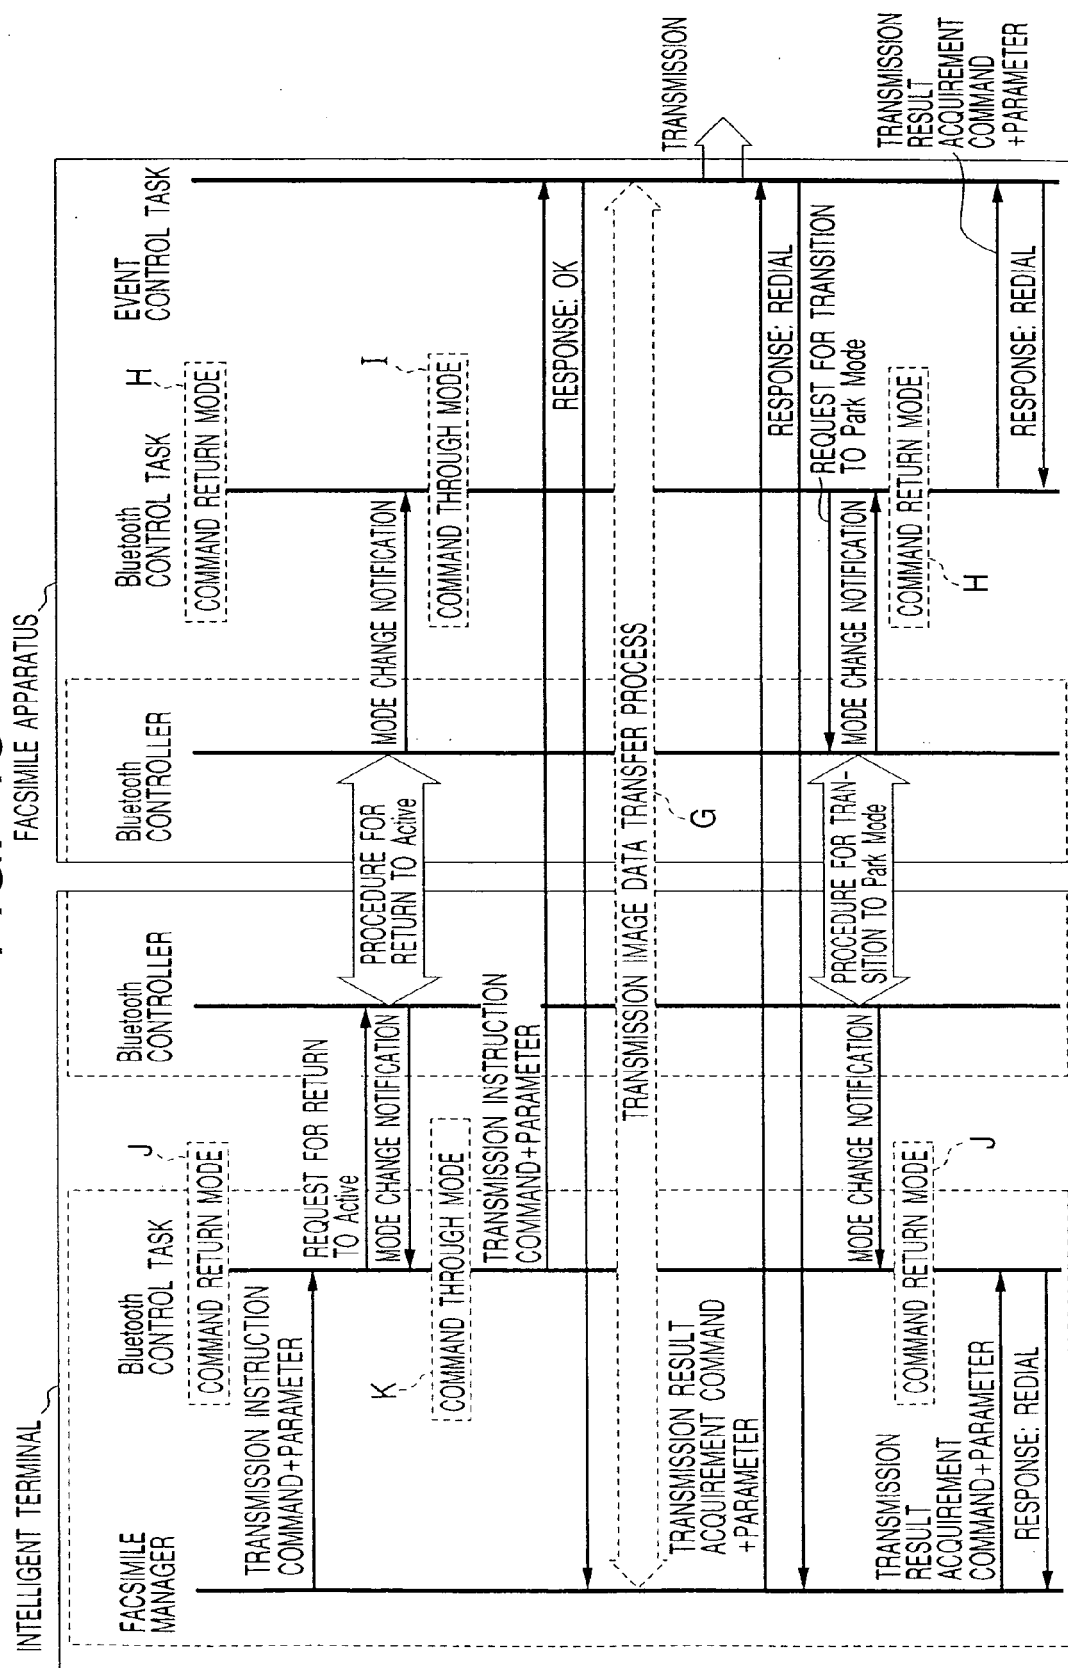 INTELLIGENT TERMINAL
FACSIMILE APPARATUS
FACSIMILE
MANAGER
Bluetooth
CONTROL TASK
Bluetooth
CONTROLLER
Bluetooth
CONTROLLER
Bluetooth
CONTROL TASK
EVENT
CONTROL TASK
COMMAND RETURN MODE
J
COMMAND RETURN MODE
H
TRANSMISSION INSTRUCTION
COMMAND+PARAMETER
REQUEST FOR RETURN
TO Active
MODE CHANGE NOTIFICATION
PROCEDURE FOR
RETURN TO Active
MODE CHANGE NOTIFICATION
K
COMMAND THROUGH MODE
COMMAND THROUGH MODE
I
TRANSMISSION INSTRUCTION
COMMAND+PARAMETER
RESPONSE: OK
TRANSMISSION IMAGE DATA TRANSFER PROCESS
G
TRANSMISSION
TRANSMISSION RESULT
ACQUIREMENT COMMAND
+PARAMETER
RESPONSE: REDIAL
REQUEST FOR TRANSITION
TO Park Mode
PROCEDURE FOR TRAN-
SITION TO Park Mode
MODE CHANGE NOTIFICATION
MODE CHANGE NOTIFICATION
COMMAND RETURN MODE
J
COMMAND RETURN MODE
H
TRANSMISSION
RESULT
ACQUIREMENT
COMMAND+PARAMETER
RESPONSE: REDIAL
TRANSMISSION
RESULT
ACQUIREMENT
COMMAND
+PARAMETER
RESPONSE: REDIAL